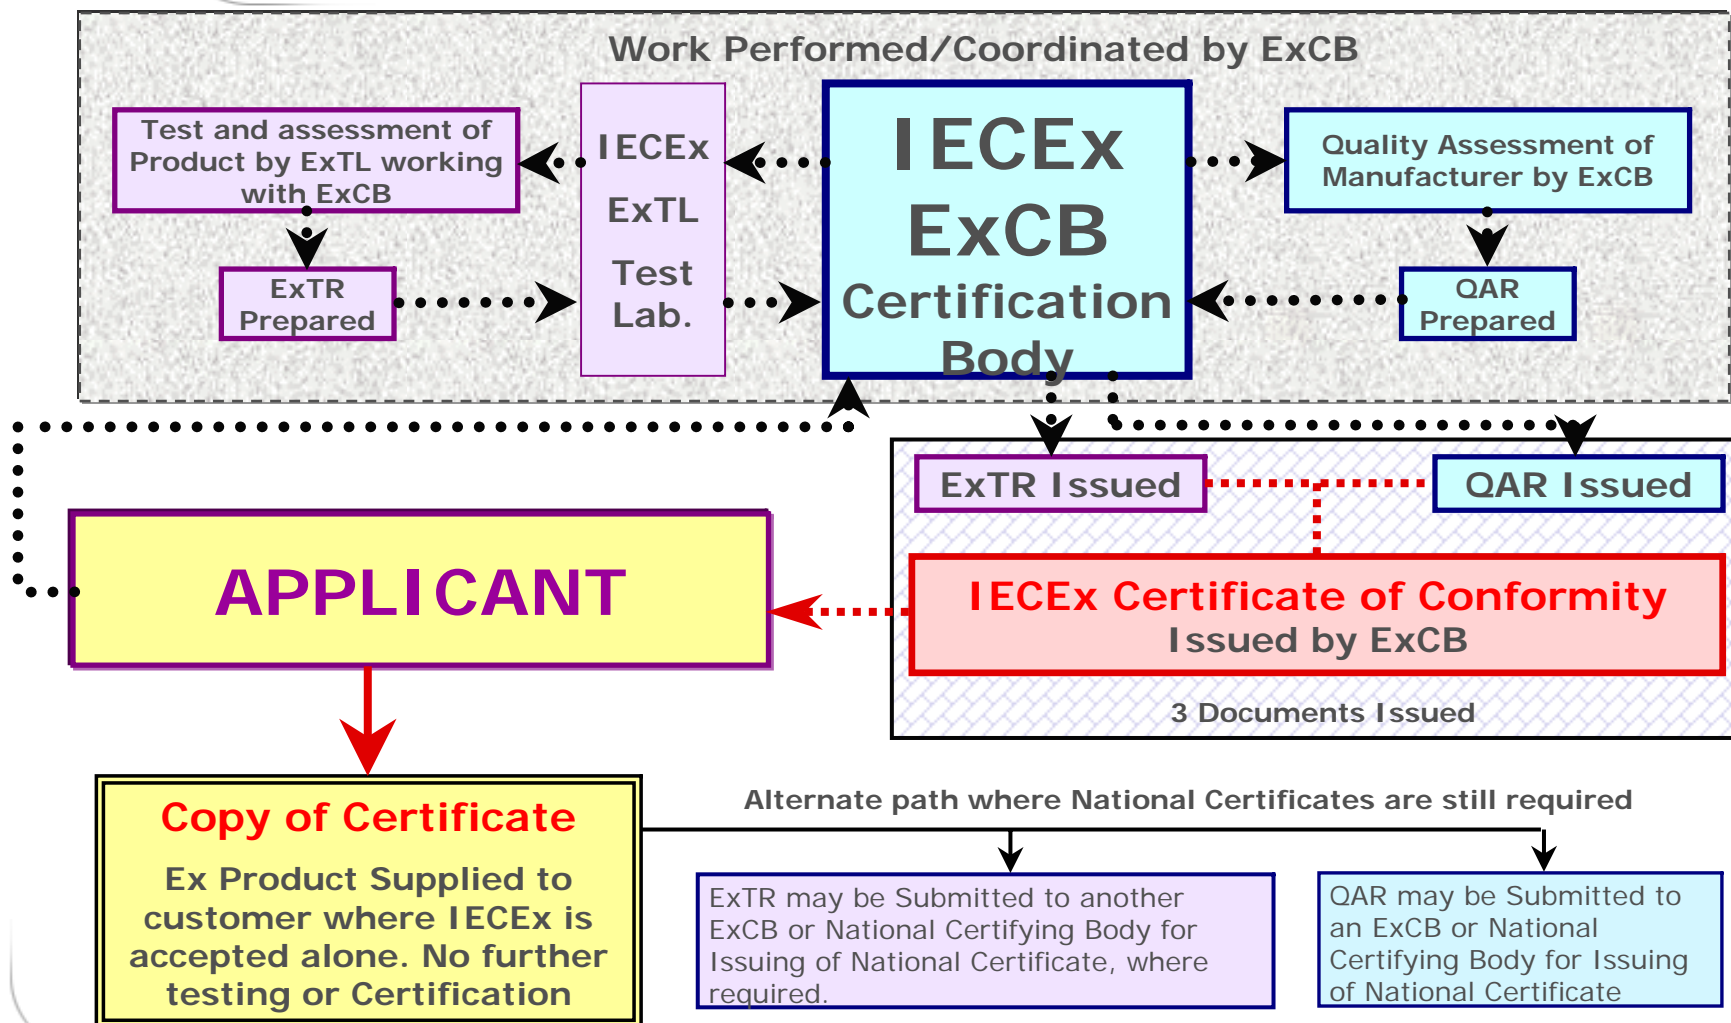 Work Performed/Coordinated by ExCB
Test and assessment of
Product by ExTL working
with ExCB
ExTR
Prepared
IECEx
ExTL
Test
Lab.
IECEx
ExCB
Certification
Body
Quality Assessment of
Manufacturer by ExCB
QAR
Prepared
ExTR Issued
QAR Issued
APPLICANT
IECEx Certificate of Conformity
Issued by ExCB
3 Documents Issued
Copy of Certificate
Ex Product Supplied to
customer where IECEx is
accepted alone. No further
testing or Certification
Alternate path where National Certificates are still required
ExTR may be Submitted to another
ExCB or National Certifying Body for
Issuing of National Certificate, where
required.
QAR may be Submitted to
an ExCB or National
Certifying Body for Issuing
of National Certificate